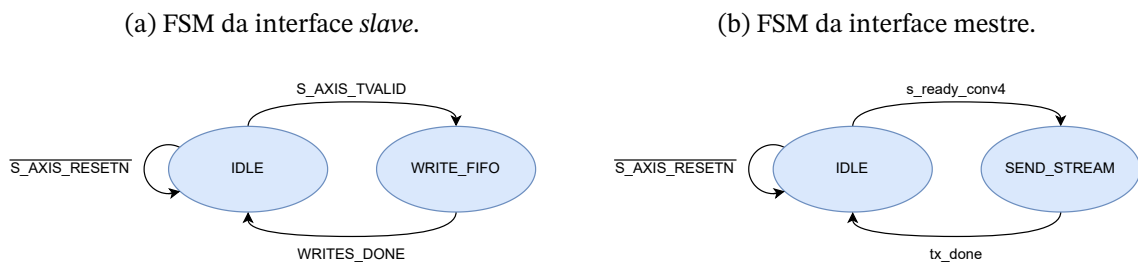 (a) FSM da interface slave.
S_AXIS_TVALID
S_AXIS_RESETN
IDLE
WRITE_FIFO
WRITES_DONE
(b) FSM da interface mestre.
s_ready_conv4
S_AXIS_RESETN
IDLE
SEND_STREAM
tx_done